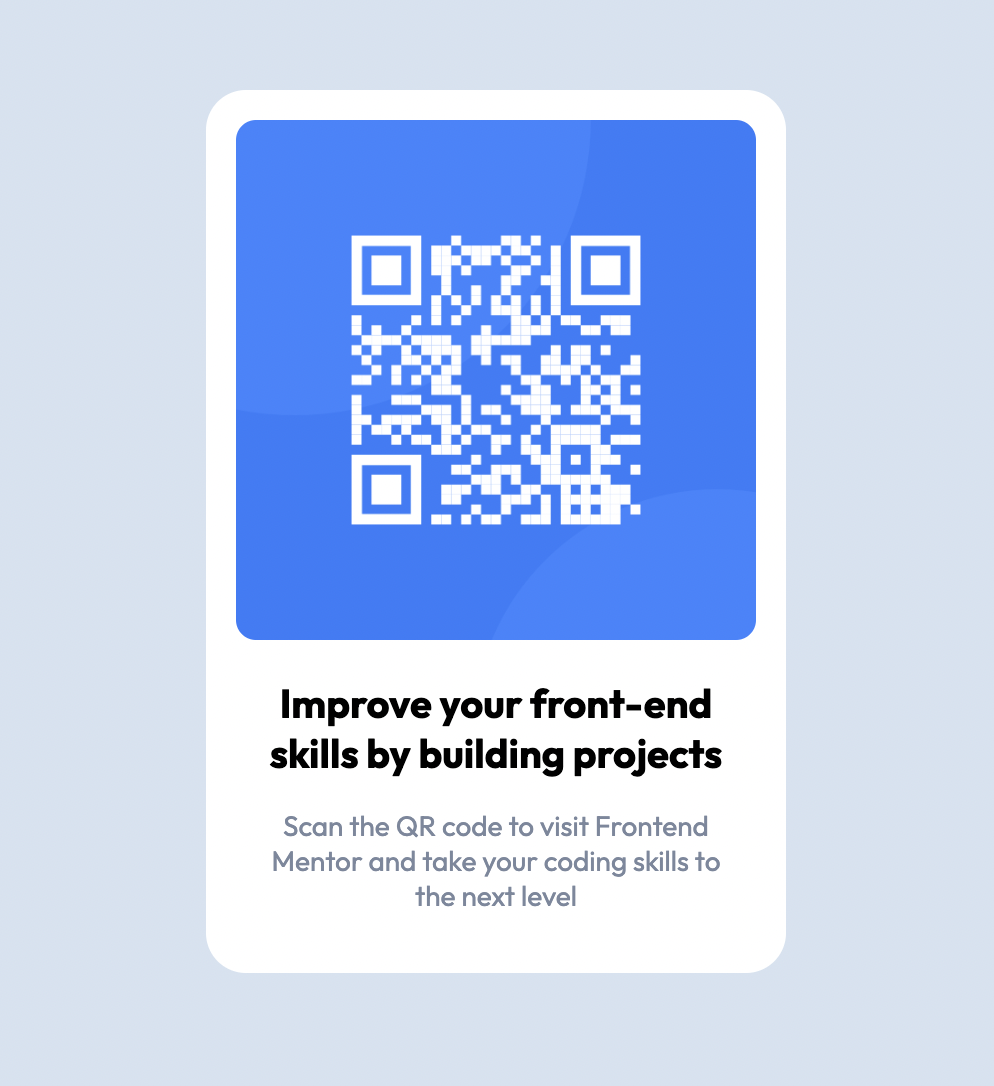 Improve your front-end
skills by building projects
Scan the QR code to visit Frontend
Mentor and take your coding skills to
the next level